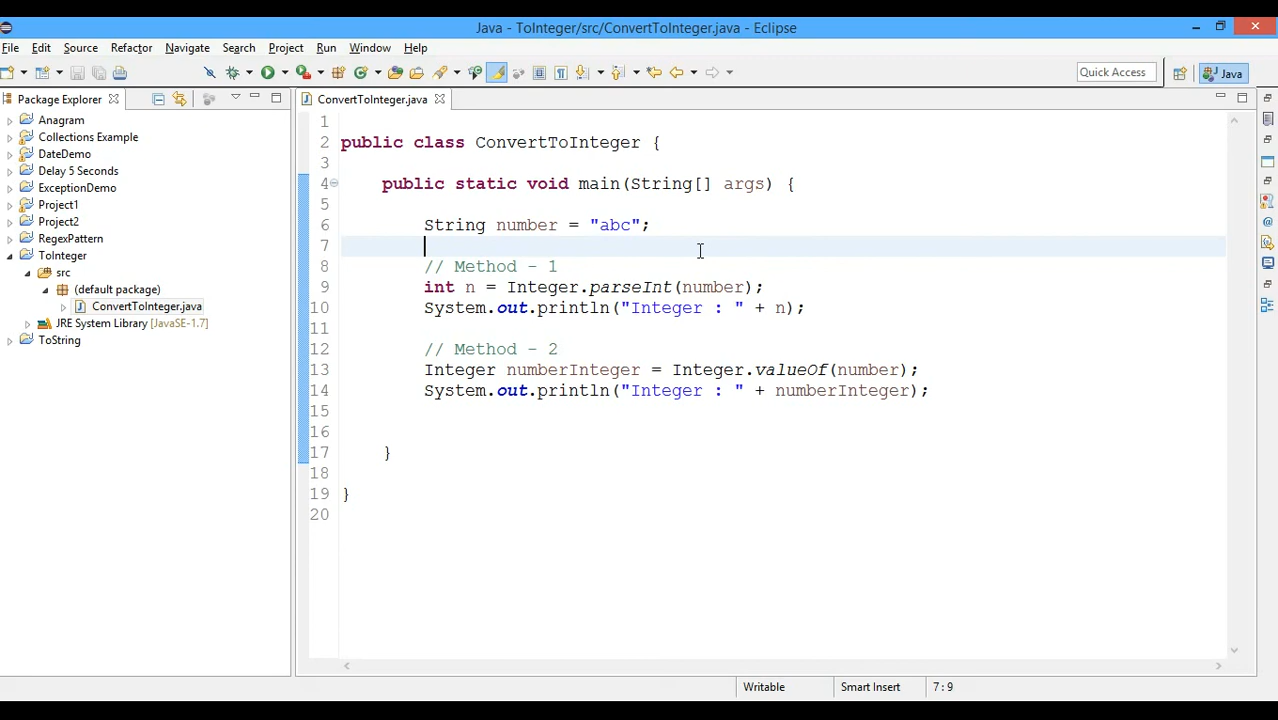 Java - ToInteger/src/ConvertToInteger.java - Eclipse
File Edit Source Refactor Navigate Search Project Run Window Help
Quick Access Java
Package Explorer
ConvertToInteger.java
Anagram
Collections Example
DateDemo
Delay 5 Seconds
ExceptionDemo
Project1
Project2
RegexPattern
ToInteger
src
(default package)
ConvertToInteger.java
JRE System Library [JavaSE-1.7]
ToString
1
2 public class ConvertToInteger {
3
4 public static void main(String[] args) {
5
6 String number = "abc";
7
8 // Method - 1
9 int n = Integer.parseInt(number);
10 System.out.println("Integer : " + n);
11
12 // Method - 2
13 Integer numberInteger = Integer.valueOf(number);
14 System.out.println("Integer : " + numberInteger);
15
16
17 }
18
19 }
20
Writable Smart Insert 7 : 9